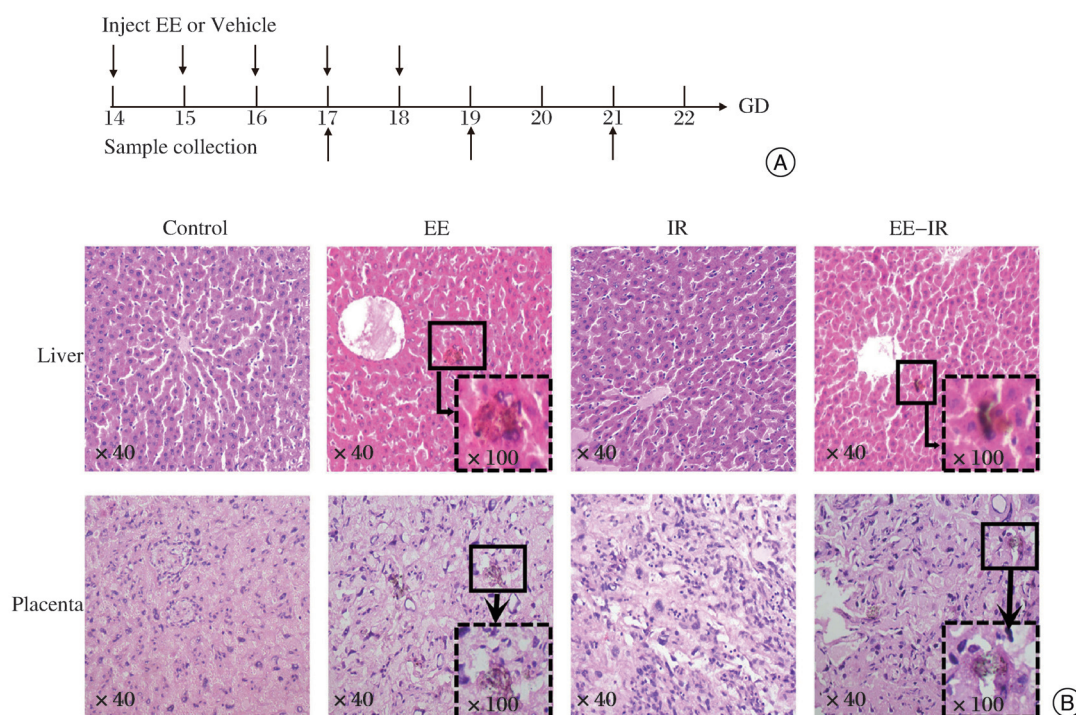 Inject EE or Vehicle
14 15 16 17 18 19 20 21 22 GD
Sample collection
A
Control EE IR EE–IR
Liver
×40 ×40 ×100 ×40 ×40 ×100
Placenta
×40 ×40 ×100 ×40 ×40 ×100
B